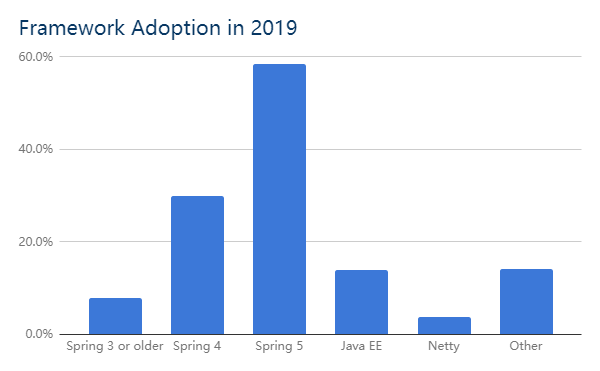 Framework Adoption in 2019
60.0%
40.0%
20.0%
0.0%
Spring 3 or older Spring 4 Spring 5 Java EE Netty Other